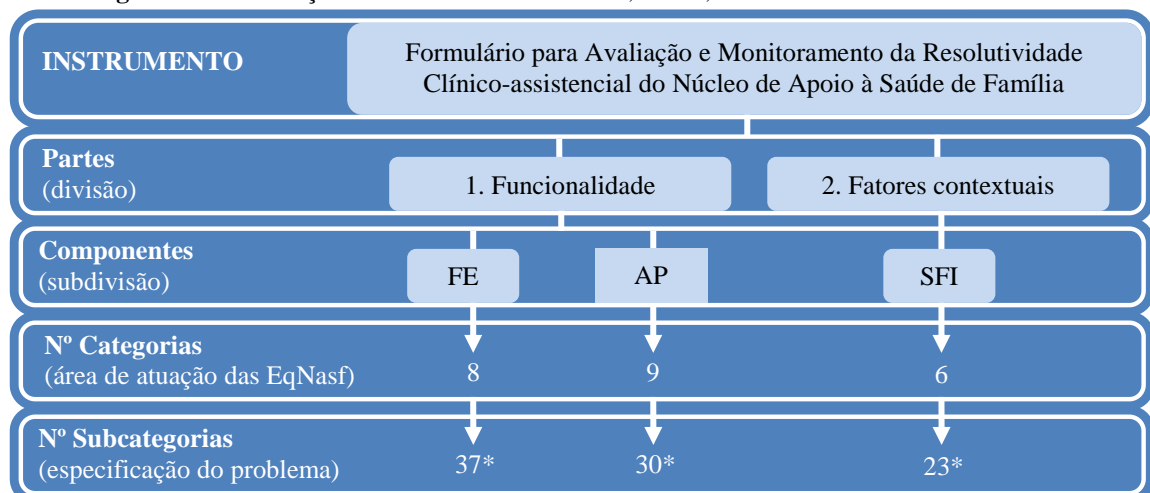 INSTRUMENTO
Formulário para Avaliação e Monitoramento da Resolutividade
Clínico-assistencial do Núcleo de Apoio à Saúde de Família
Partes
(divisão)
1. Funcionalidade
2. Fatores contextuais
Componentes
(subdivisão)
FE
AP
SFI
Nº Categorias
(área de atuação das EqNasf)
8
9
6
Nº Subcategorias
(especificação do problema)
37*
30*
23*